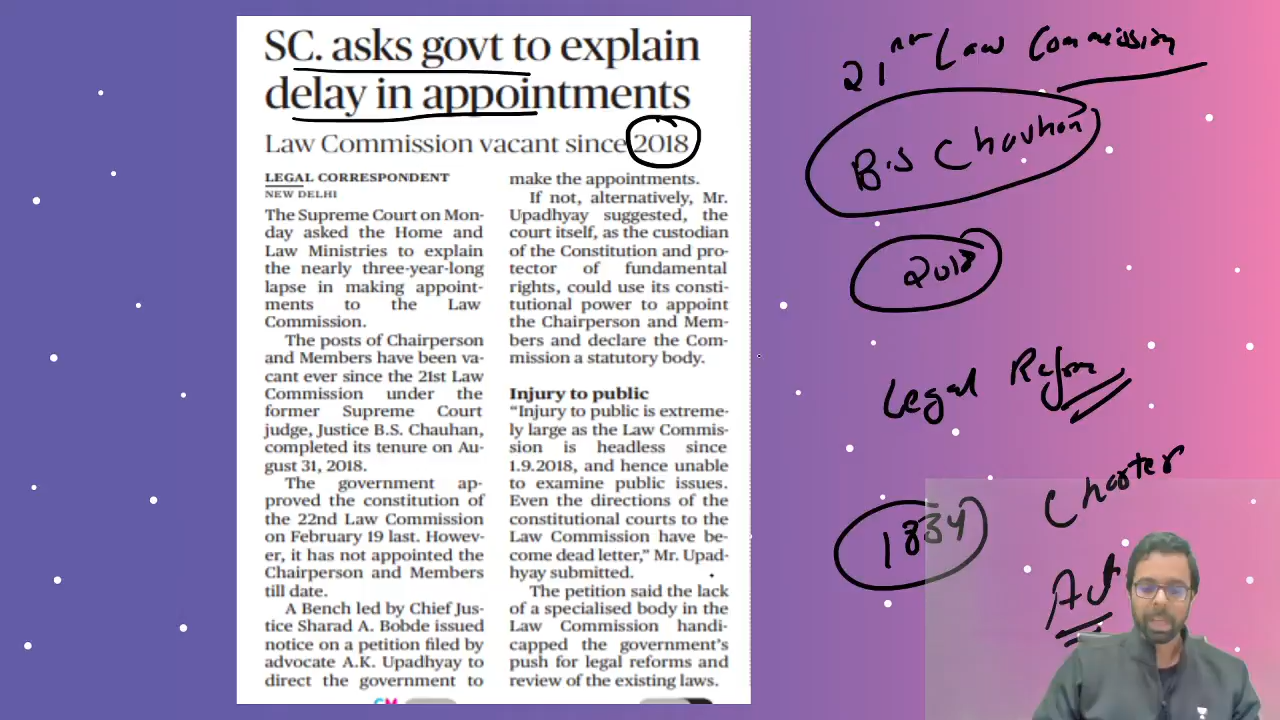 SC. asks govt to explain
delay in appointments
Law Commission vacant since 2018
LEGAL CORRESPONDENT
NEW DELHI
The Supreme Court on Mon-
day asked the Home and
Law Ministries to explain
the nearly three-year-long
lapse in making appoint-
ments to the Law
Commission.
The posts of Chairperson
and Members have been va-
cant ever since the 21st Law
Commission under the
former Supreme Court
judge, Justice B.S. Chauhan,
completed its tenure on Au-
gust 31, 2018.
The government ap-
proved the constitution of
the 22nd Law Commission
on February 19 last. Howev-
er, it has not appointed the
Chairperson and Members
till date.
A Bench led by Chief Jus-
tice Sharad A. Bobde issued
notice on a petition filed by
advocate A.K. Upadhyay to
direct the government to
make the appointments.
If not, alternatively, Mr.
Upadhyay suggested, the
court itself, as the custodian
of the Constitution and pro-
tector of fundamental
rights, could use its consti-
tutional power to appoint
the Chairperson and Mem-
bers and declare the Com-
mission a statutory body.
Injury to public
“Injury to public is extreme-
ly large as the Law Commis-
sion is headless since
1.9.2018, and hence unable
to examine public issues.
Even the directions of the
constitutional courts to the
Law Commission have be-
come dead letter,” Mr. Upad-
hyay submitted.
The petition said the lack
of a specialised body in the
Law Commission handi-
capped the government’s
push for legal reforms and
review of the existing laws.
Law Commission
B.S Chauhan
2018
Legal Reform
1834 Charter
Act